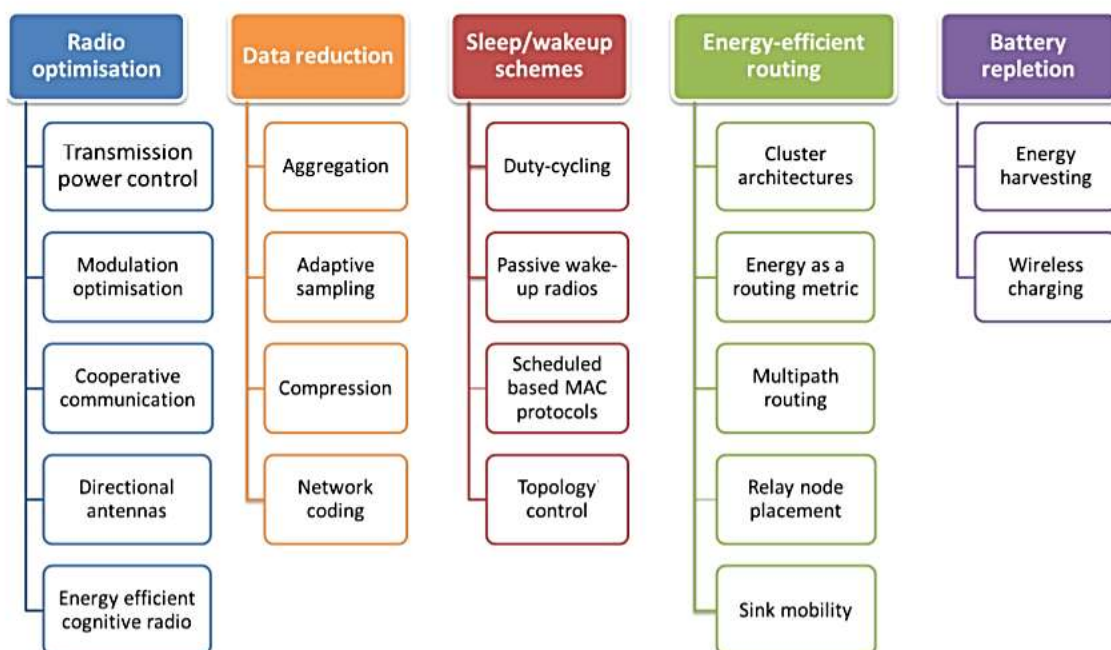 Radio
optimisation
Transmission
power control
Modulation
optimisation
Cooperative
communication
Directional
antennas
Energy efficient
cognitive radio
Data reduction
Aggregation
Adaptive
sampling
Compression
Network
coding
Sleep/wakeup
schemes
Duty-cycling
Passive wake-
up radios
Scheduled
based MAC
protocols
Topology
control
Energy-efficient
routing
Cluster
architectures
Energy as a
routing metric
Multipath
routing
Relay node
placement
Sink mobility
Battery
repletion
Energy
harvesting
Wireless
charging